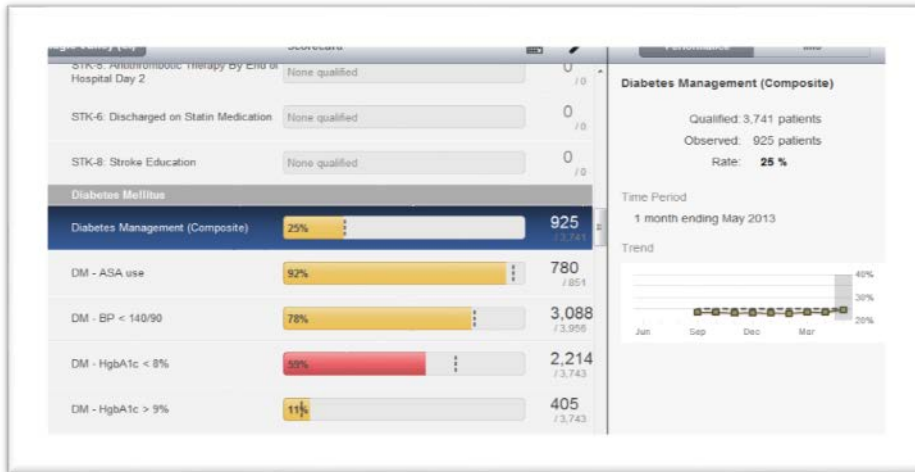 Scorecard
Performance
Info
STK-5: Antithrombotic Therapy By End of
Hospital Day 2
None qualified
0
/ 0
STK-6: Discharged on Statin Medication
None qualified
0
/ 0
STK-8: Stroke Education
None qualified
0
/ 0
Diabetes Mellitus
Diabetes Management (Composite)
25%
925
/ 3,741
DM - ASA use
92%
780
/ 851
DM - BP < 140/90
78%
3,088
/ 3,956
DM - HgbA1c < 8%
59%
2,214
/ 3,743
DM - HgbA1c > 9%
11%
405
/ 3,743
Diabetes Management (Composite)
Qualified: 3,741 patients
Observed: 925 patients
Rate: 25 %
Time Period
1 month ending May 2013
Trend
40%
30%
20%
Jun Sep Dec Mar